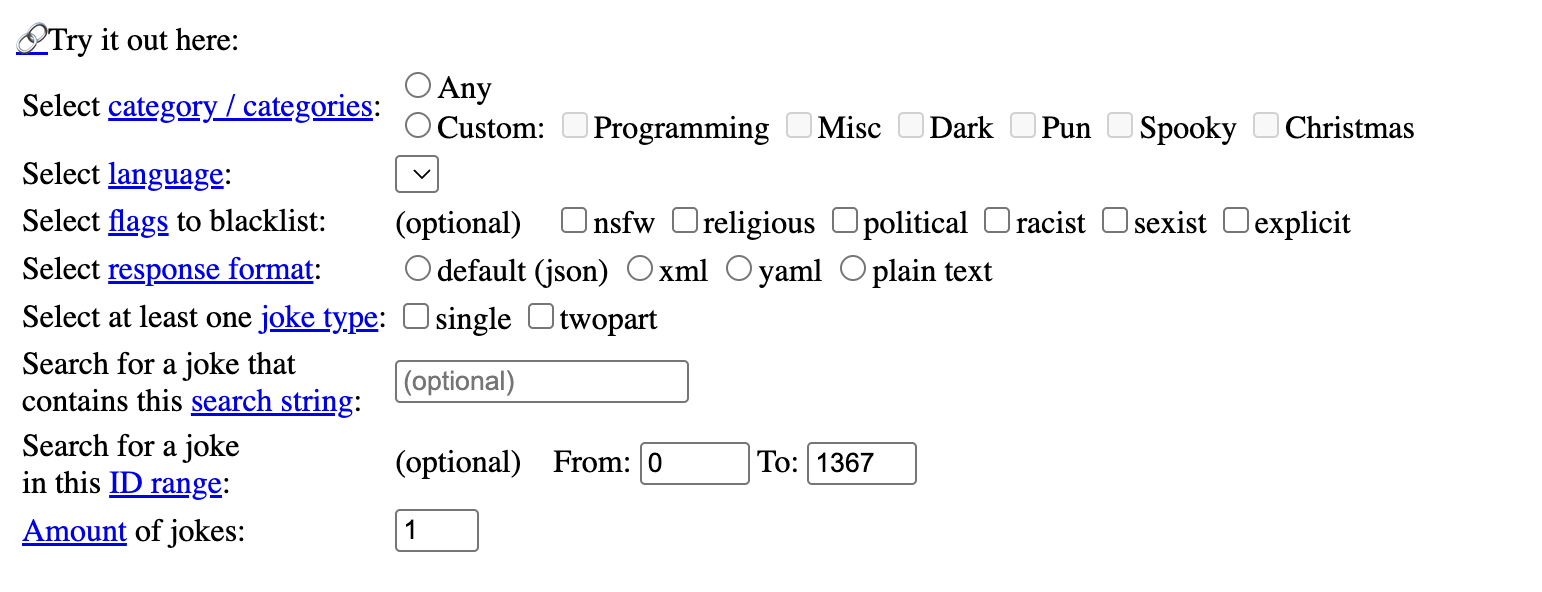 Try it out here:
Select category / categories:
Any
Custom: Programming Misc Dark Pun Spooky Christmas
Select language:
Select flags to blacklist: (optional) nsfw religious political racist sexist explicit
Select response format: default (json) xml yaml plain text
Select at least one joke type: single twopart
Search for a joke that
contains this search string: (optional)
Search for a joke
in this ID range: (optional) From: 0 To: 1367
Amount of jokes: 1